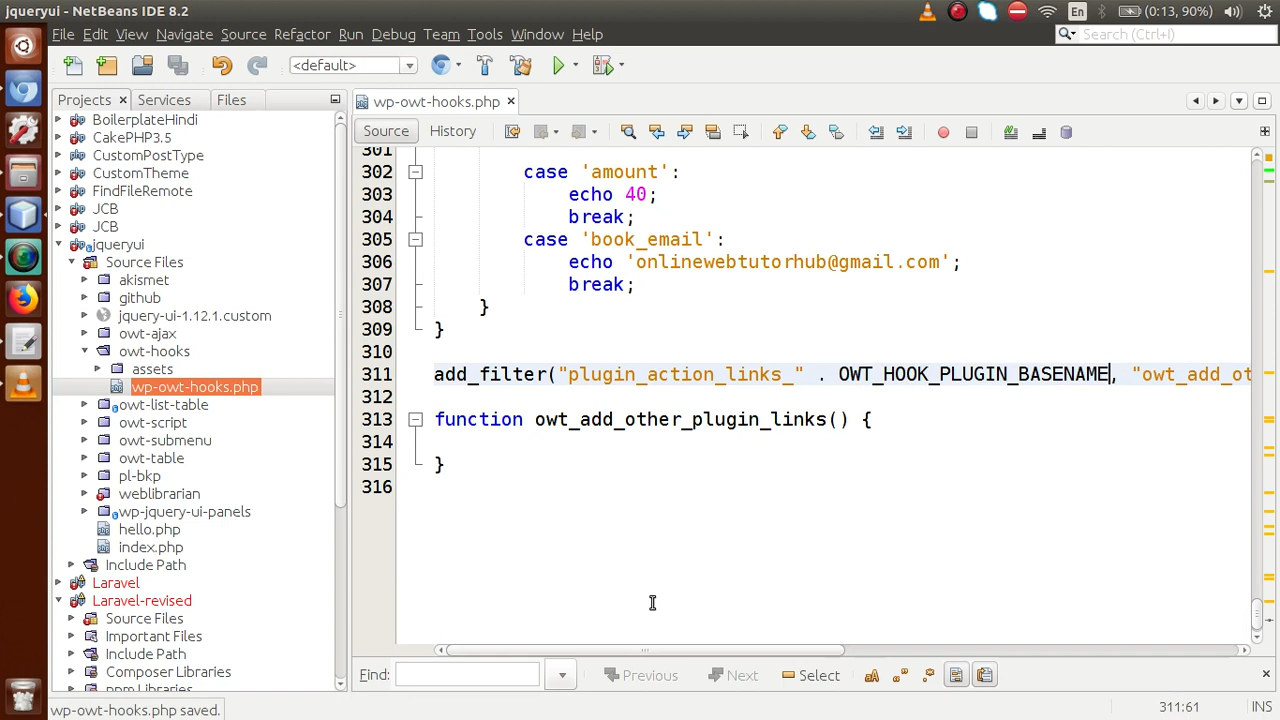 jqueryui - NetBeans IDE 8.2
En
(0:13, 90%)
File Edit View Navigate Source Refactor Run Debug Team Tools Window Help
Search (Ctrl+I)
<default>
Projects Services Files
wp-owt-hooks.php
Source History
BoilerplateHindi
CakePHP3.5
CustomPostType
CustomTheme
FindFileRemote
JCB
JCB
jqueryui
Source Files
akismet
github
jquery-ui-1.12.1.custom
owt-ajax
owt-hooks
assets
wp-owt-hooks.php
owt-list-table
owt-script
owt-submenu
owt-table
pl-bkp
weblibrarian
wp-jquery-ui-panels
hello.php
index.php
Include Path
Laravel
Laravel-revised
Source Files
Important Files
Include Path
Composer Libraries
npm Libraries
301
302 case 'amount':
303 echo 40;
304 break;
305 case 'book_email':
306 echo 'onlinewebtutorhub@gmail.com';
307 break;
308 }
309 }
310
311 add_filter("plugin_action_links_" . OWT_HOOK_PLUGIN_BASENAME, "owt_add_ot
312
313 function owt_add_other_plugin_links() {
314
315 }
316
Find: Previous Next Select
wp-owt-hooks.php saved.
311:61 INS